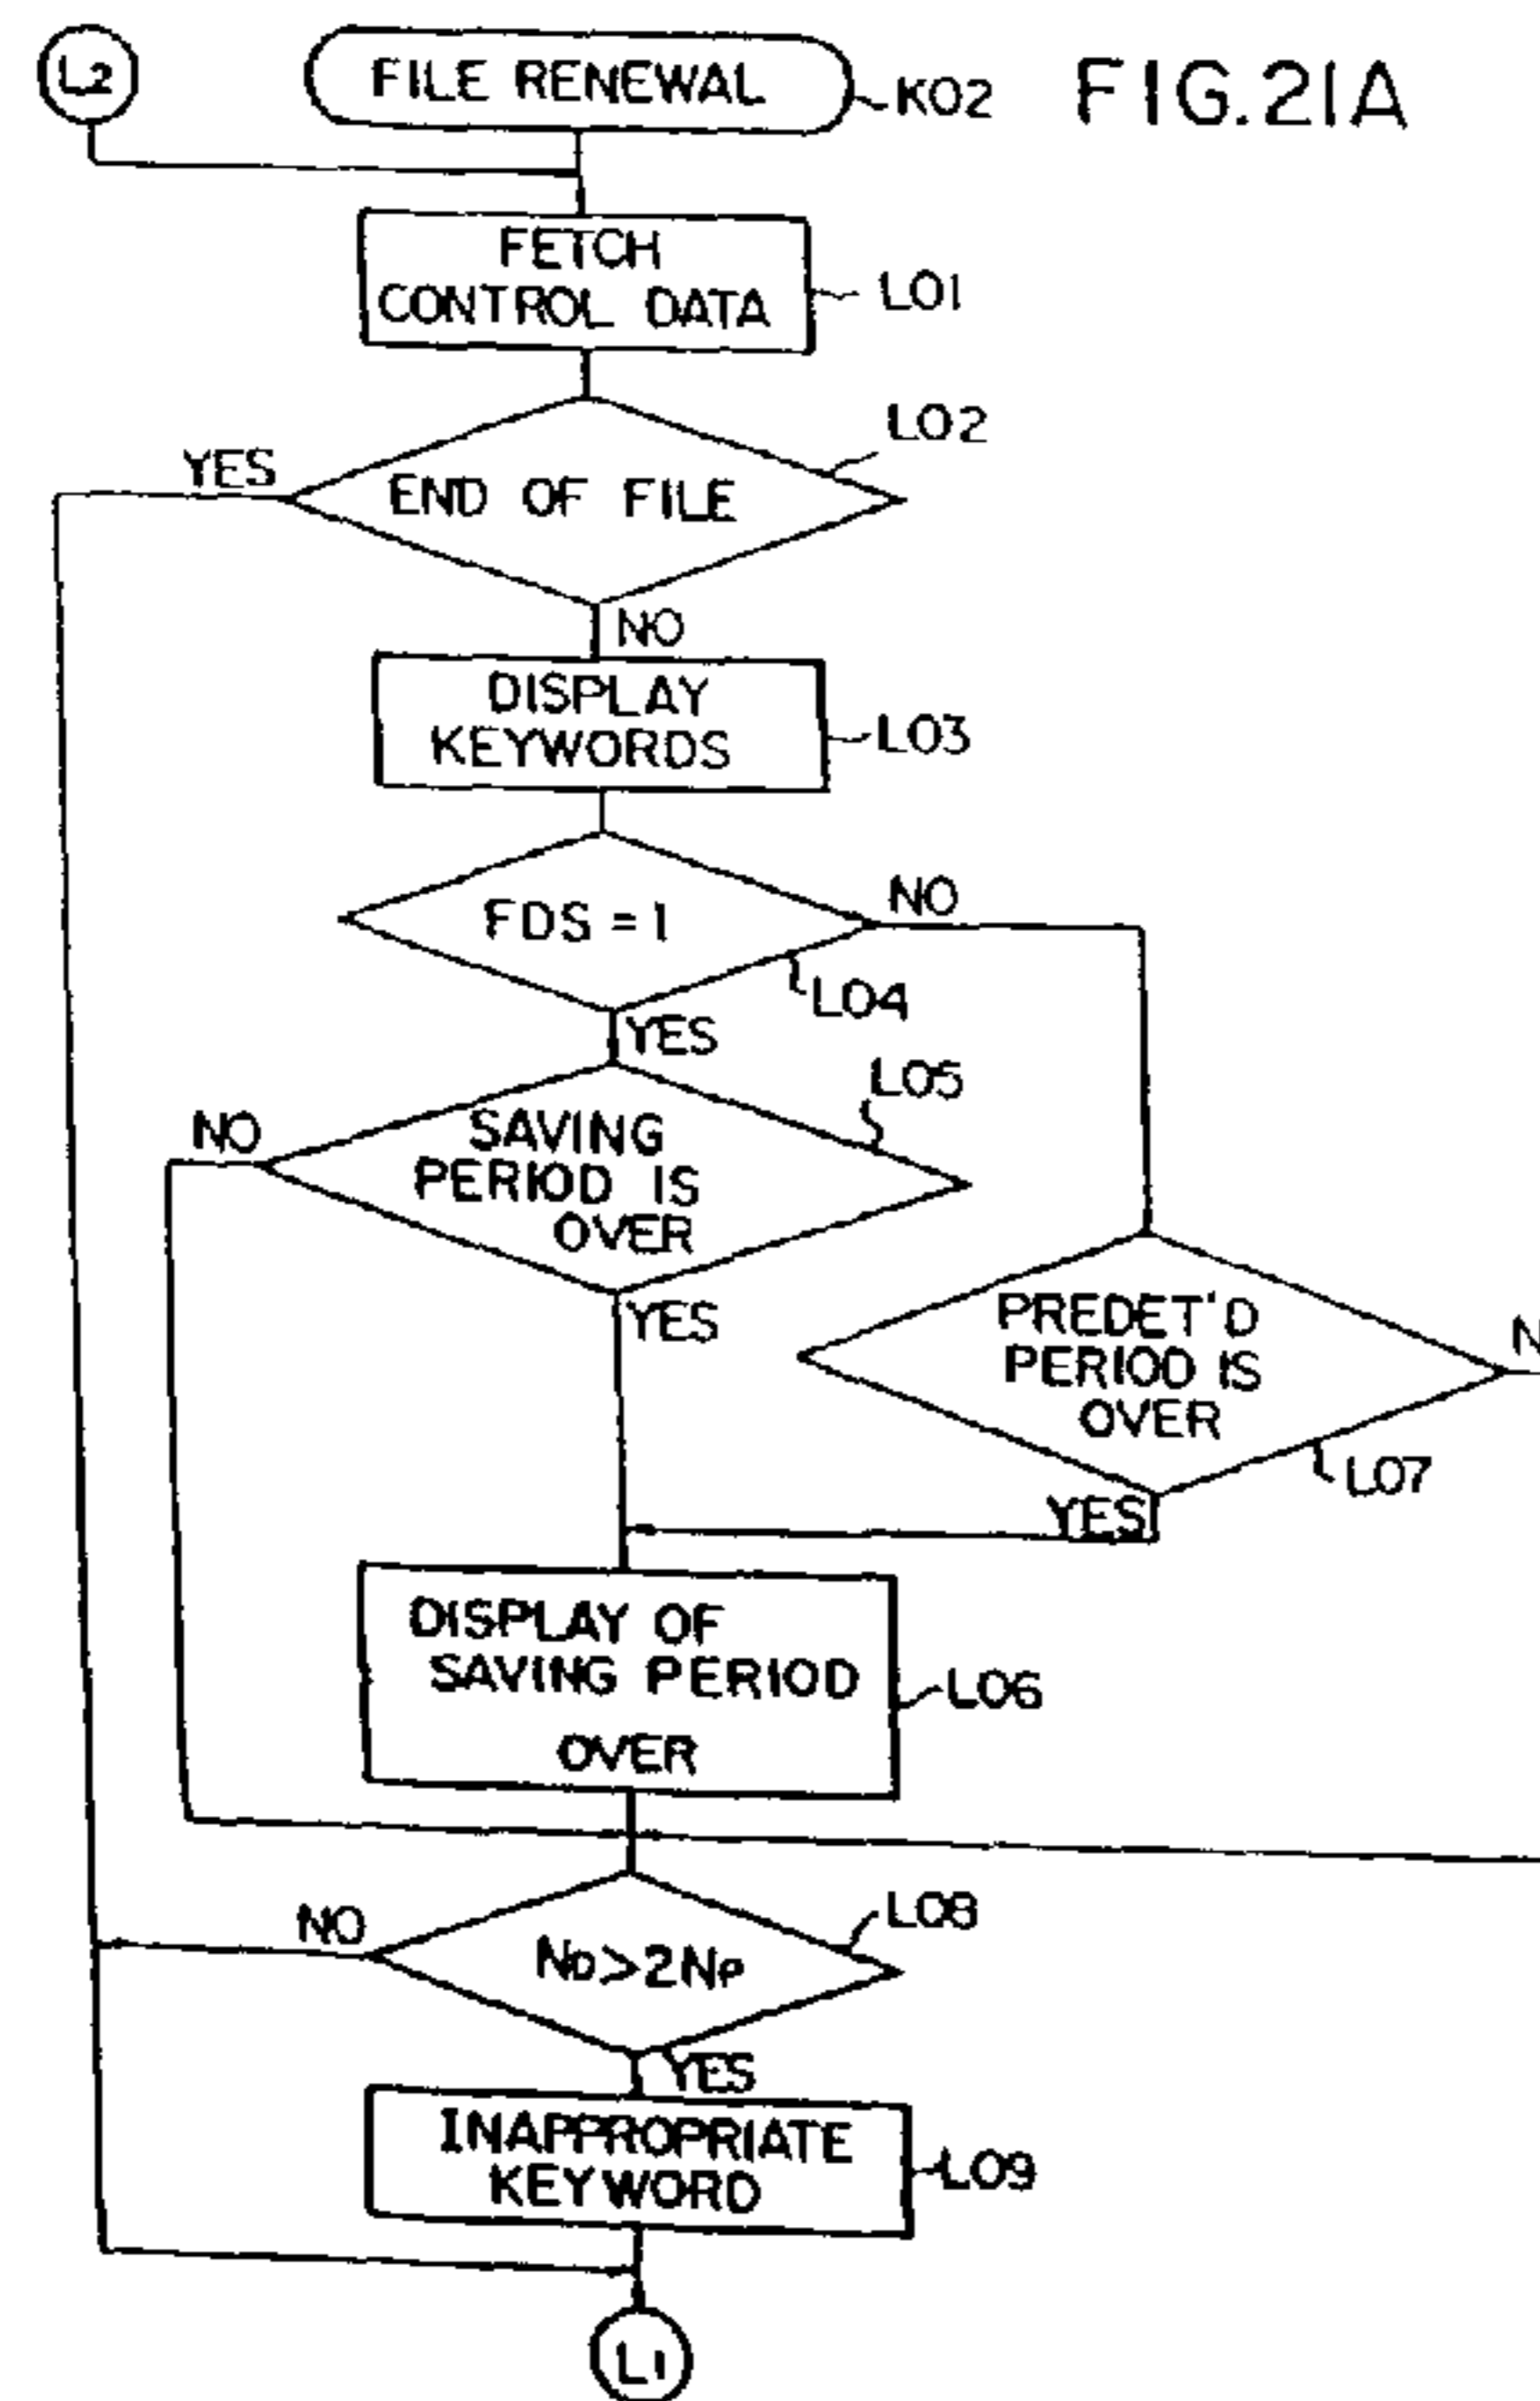 L2
FILE RENEWAL
K02
FIG.21A
FETCH
CONTROL DATA
L01
L02
YES
END OF FILE
NO
DISPLAY
KEYWORDS
L03
FDS = 1
NO
L04
YES
L05
NO
SAVING
PERIOD IS
OVER
YES
PREDET'D
PERIOD IS
OVER
L07
YES
DISPLAY OF
SAVING PERIOD
OVER
L06
NO
L08
ND>2NP
YES
INAPPROPRIATE
KEYWORD
L09
L1